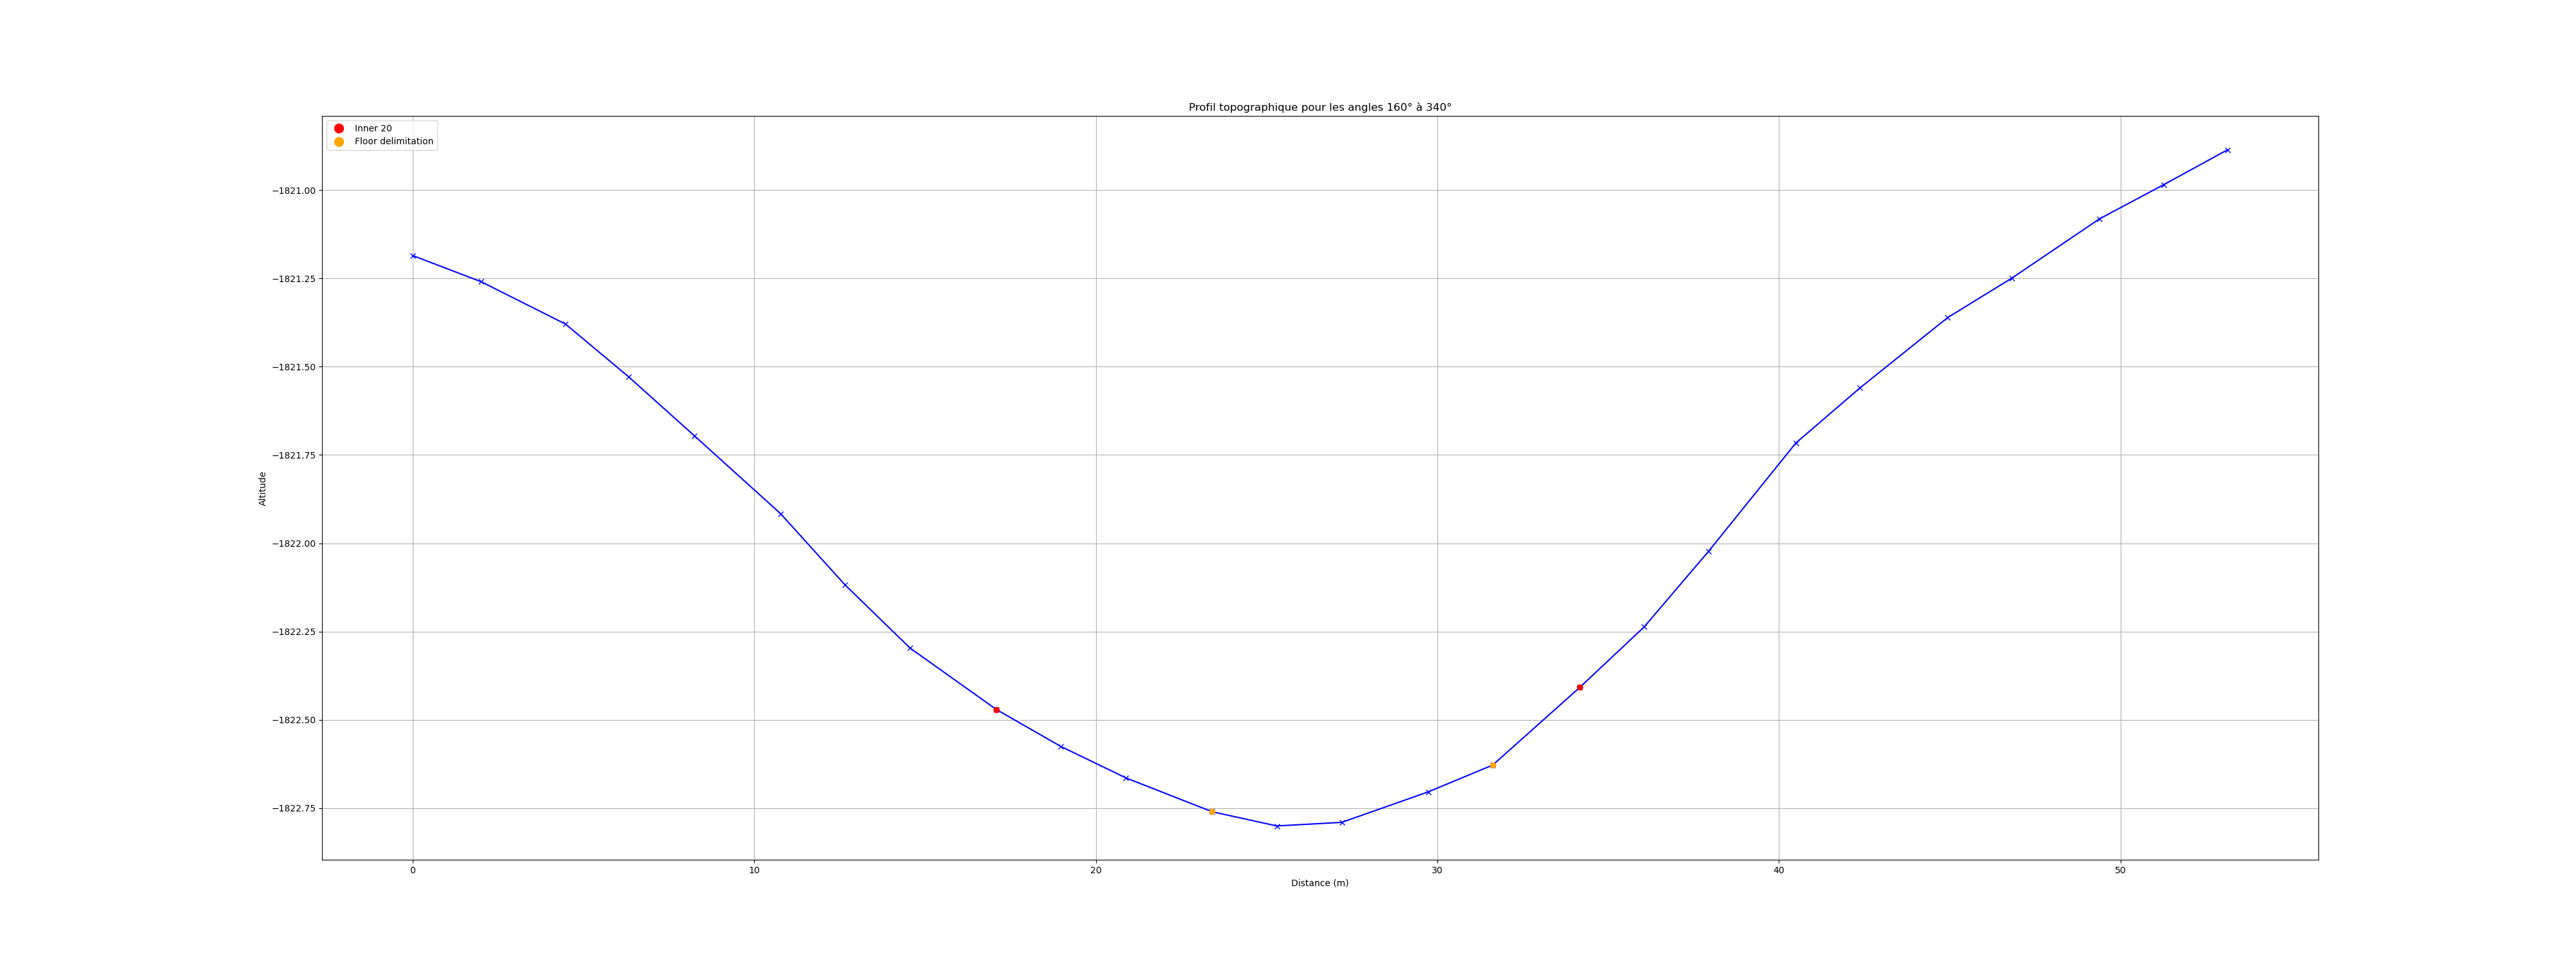 Profil topographique pour les angles 160° à 340°
Inner 20
Floor delimitation
−1821.00
−1821.25
−1821.50
−1821.75
−1822.00
−1822.25
−1822.50
−1822.75
Altitude
0 10 20 30 40 50
Distance (m)